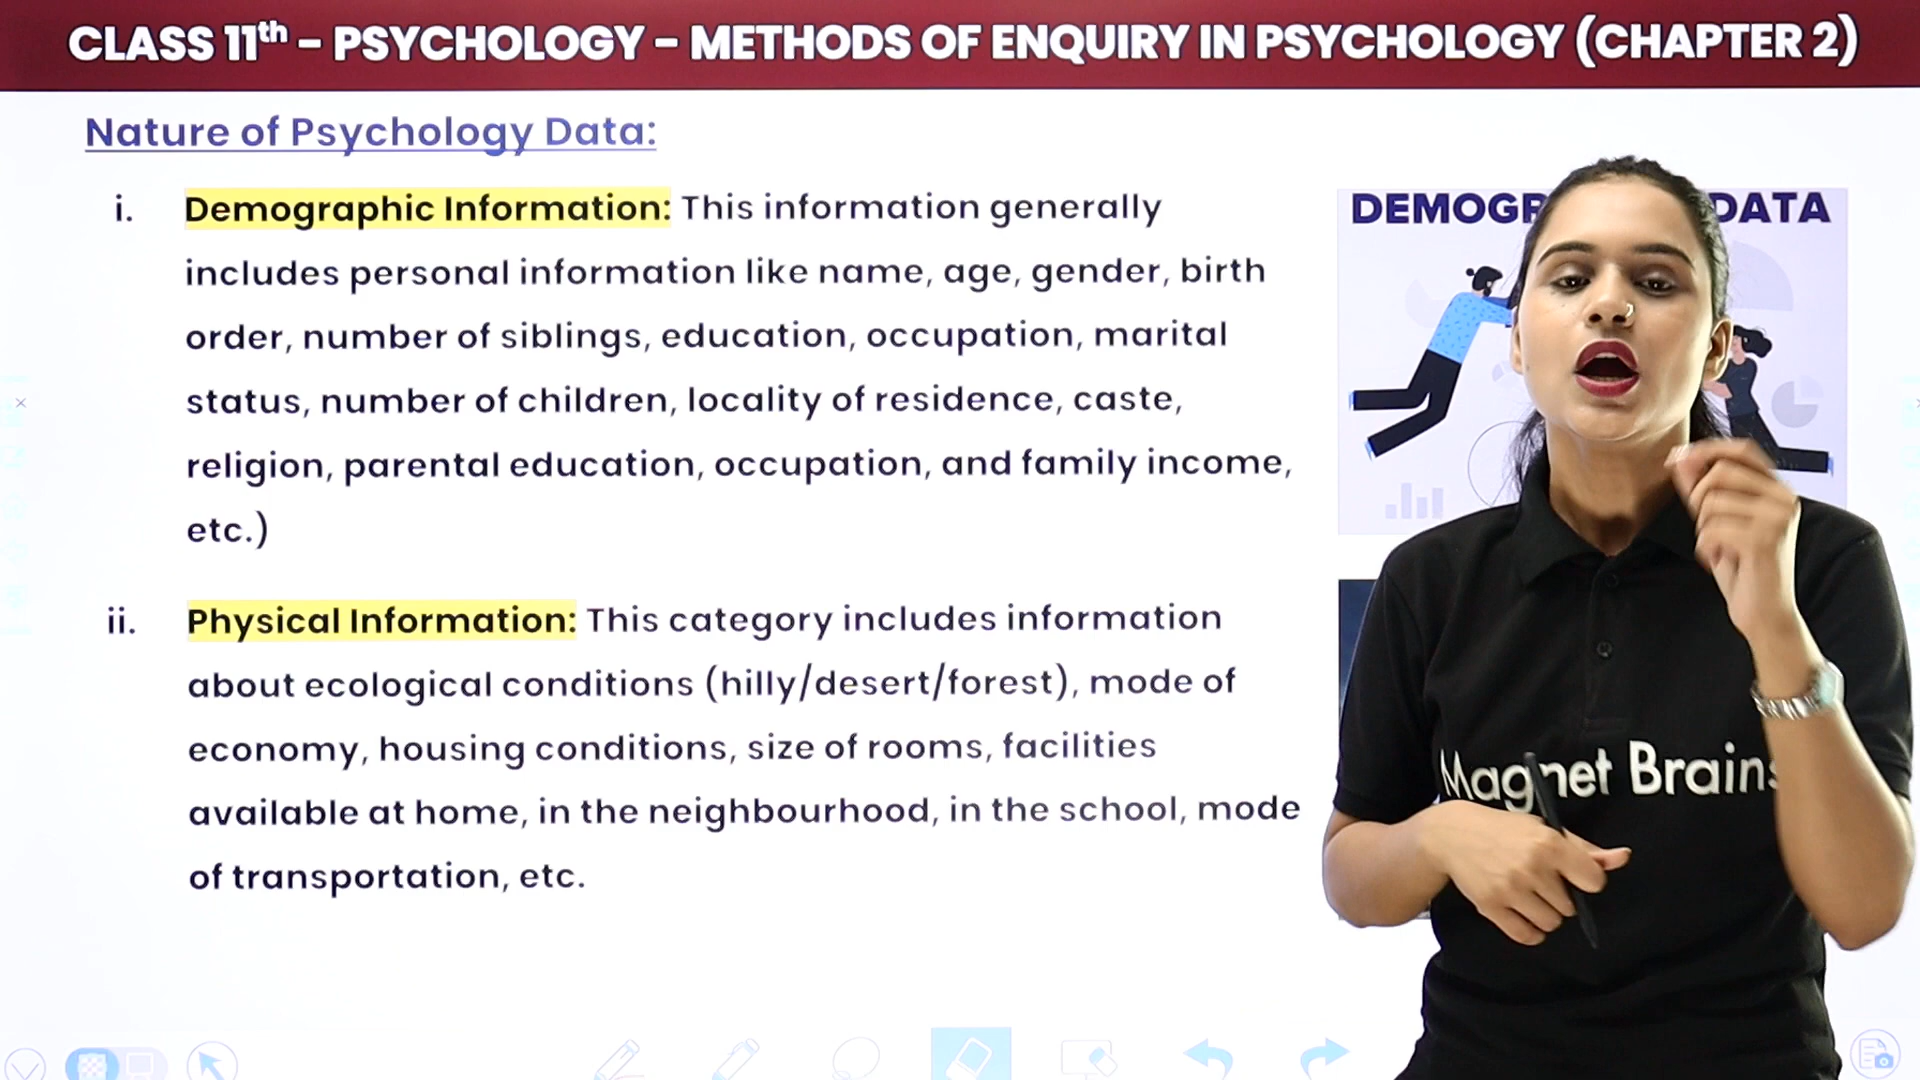 CLASS 11th – PSYCHOLOGY – METHODS OF ENQUIRY IN PSYCHOLOGY (CHAPTER 2)
Nature of Psychology Data:
i. Demographic Information: This information generally
includes personal information like name, age, gender, birth
order, number of siblings, education, occupation, marital
status, number of children, locality of residence, caste,
religion, parental education, occupation, and family income,
etc.)
ii. Physical Information: This category includes information
about ecological conditions (hilly/desert/forest), mode of
economy, housing conditions, size of rooms, facilities
available at home, in the neighbourhood, in the school, mode
of transportation, etc.
DATA
Magnet Brains